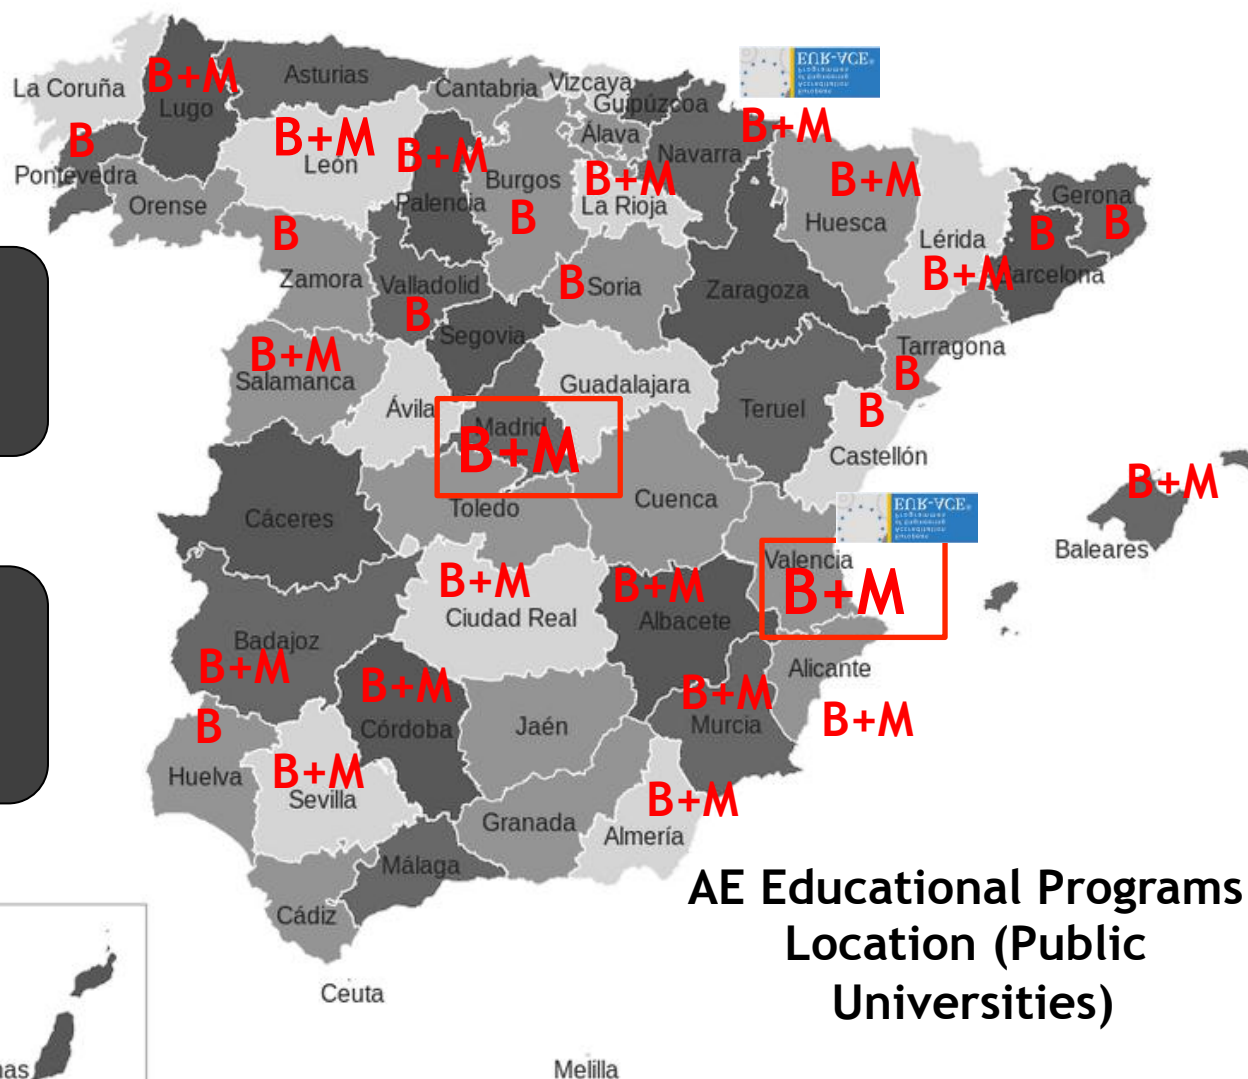 La Coruña
B+M
Lugo
Asturias
Cantabria
Vizcaya
Guipúzcoa
EUR-ACE®
B
Pontevedra
Orense
B+M
León
B+M
Palencia
Burgos
B
Álava
B+M
La Rioja
Navarra
B+M
B+M
Huesca
Lérida
B+M
Gerona
B
B
Barcelona
B
Zamora
Valladolid
B
Segovia
B
Soria
Zaragoza
Tarragona
B
B+M
Salamanca
Ávila
Madrid
B+M
Guadalajara
Teruel
B
Castellón
Cáceres
Toledo
Cuenca
EUR-ACE®
Valencia
B+M
B+M
Baleares
B+M
Ciudad Real
B+M
Albacete
Badajoz
B+M
B+M
Córdoba
Jaén
B+M
Murcia
Alicante
B+M
B
Huelva
B+M
Sevilla
Granada
B+M
Almería
Málaga
Cádiz
Ceuta
Melilla
AE Educational Programs
Location (Public
Universities)